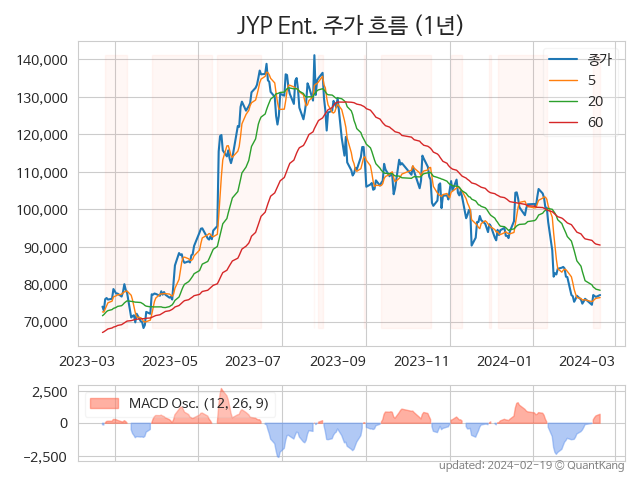 JYP Ent. 주가 흐름 (1년)
140,000
130,000
120,000
110,000
100,000
90,000
80,000
70,000
종가
5
20
60
2023-03 2023-05 2023-07 2023-09 2023-11 2024-01 2024-03
2,500
0
−2,500
MACD Osc. (12, 26, 9)
updated: 2024-02-19 © QuantKang